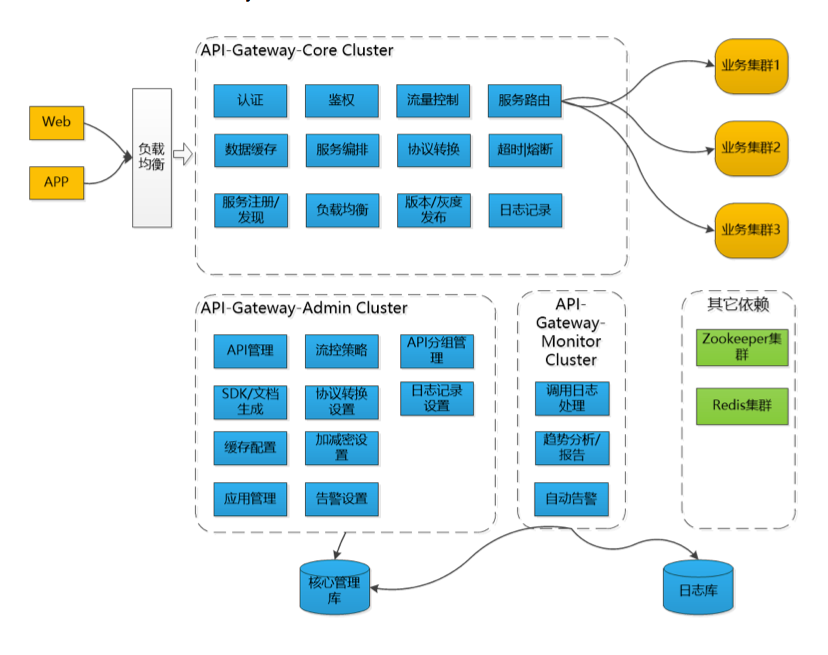 API-Gateway-Core Cluster
认证
鉴权
流量控制
服务路由
数据缓存
服务编排
协议转换
超时|熔断
服务注册/
发现
负载均衡
版本/灰度
发布
日志记录
Web
APP
负载
均衡
业务集群1
业务集群2
业务集群3
API-Gateway-Admin Cluster
API管理
流控策略
API分组管
理
SDK/文档
生成
协议转换
设置
日志记录
设置
缓存配置
加减密设
置
应用管理
告警设置
API-
Gateway-
Monitor
Cluster
调用日志
处理
趋势分析/
报告
自动告警
其它依赖
Zookeeper集
群
Redis集群
核心管理
库
日志库